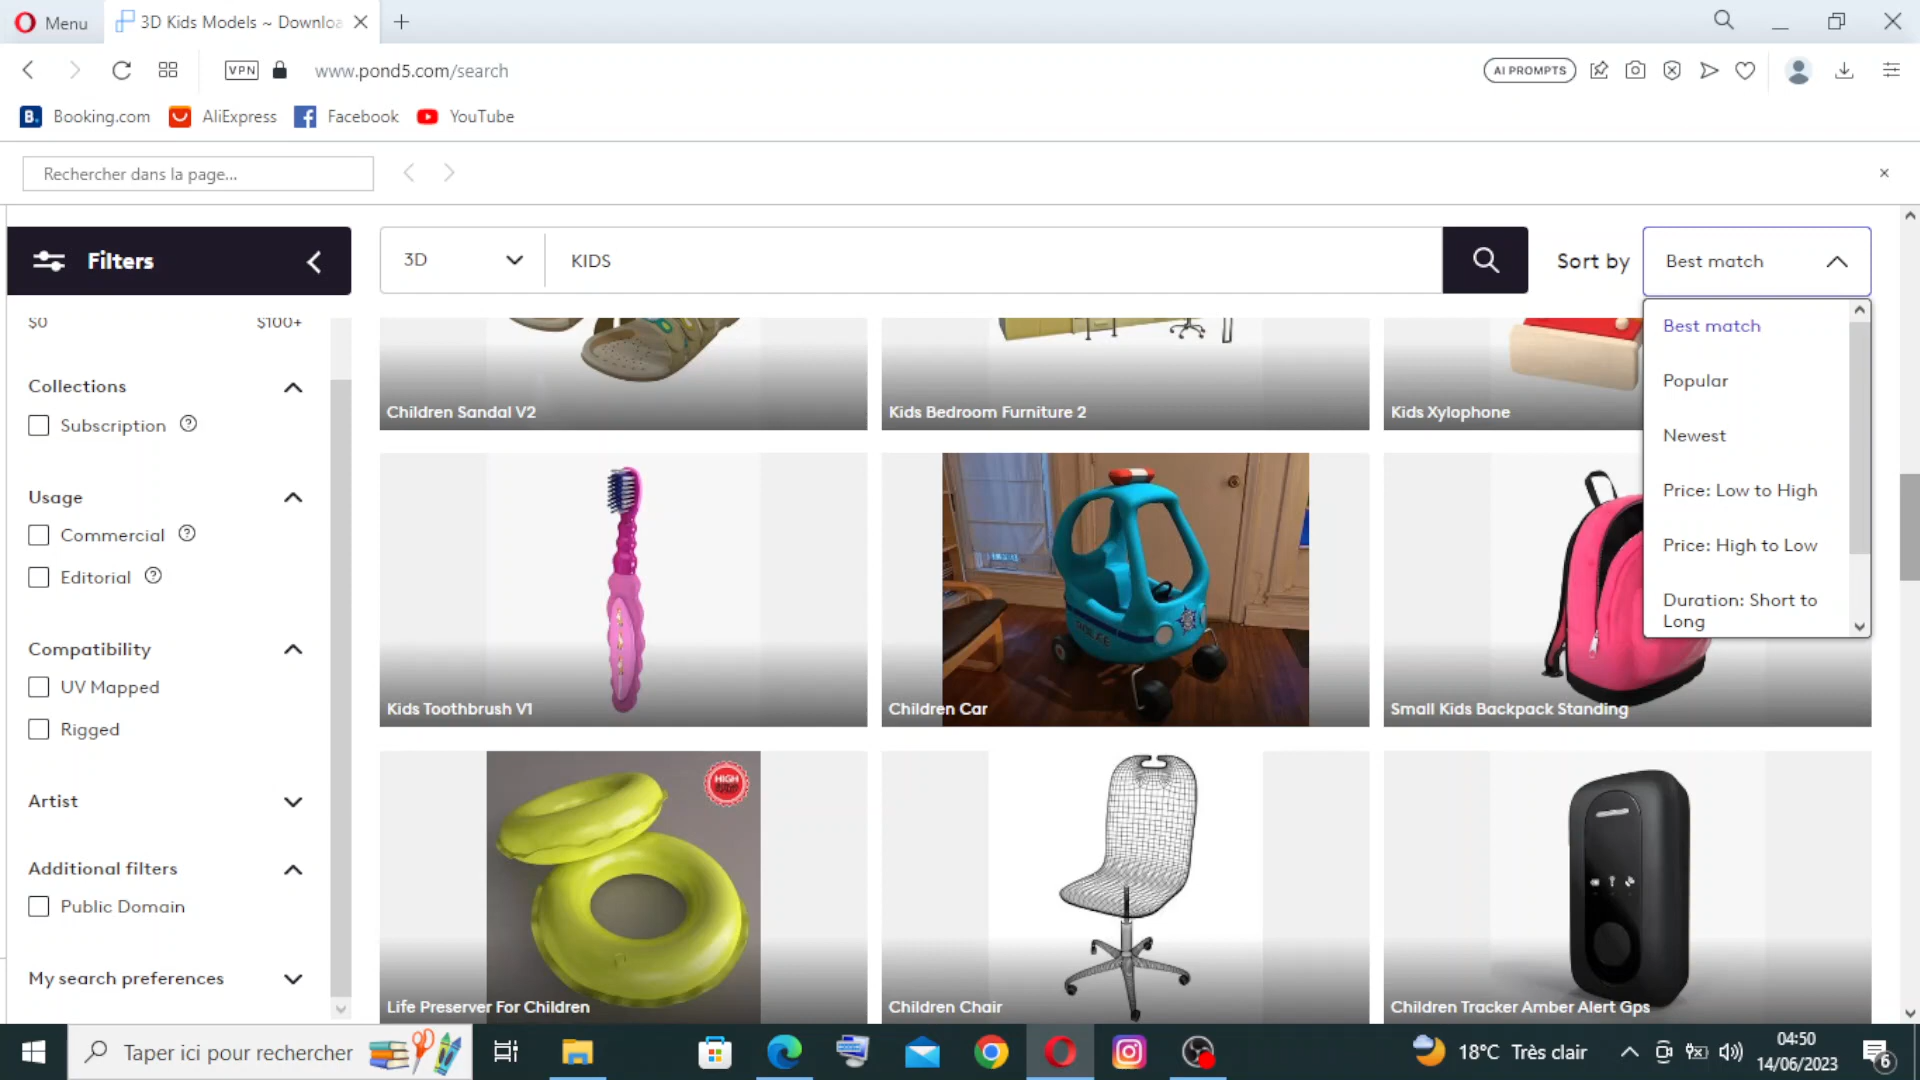 Menu
3D Kids Models ~ Downloa
VPN
www.pond5.com/search
AI PROMPTS
B. Booking.com
AliExpress
Facebook
YouTube
Rechercher dans la page...
Filters
3D
KIDS
Sort by
Best match
Best match
Popular
Newest
Price: Low to High
Price: High to Low
Duration: Short to
Long
$0
$100+
Collections
Subscription
Usage
Commercial
Editorial
Compatibility
UV Mapped
Rigged
Artist
Additional filters
Public Domain
My search preferences
Children Sandal V2
Kids Bedroom Furniture 2
Kids Xylophone
Kids Toothbrush V1
POLICE
Children Car
Small Kids Backpack Standing
HIGH
Life Preserver For Children
Children Chair
Children Tracker Amber Alert Gps
Taper ici pour rechercher
18°C Très clair
04:50
14/06/2023
6